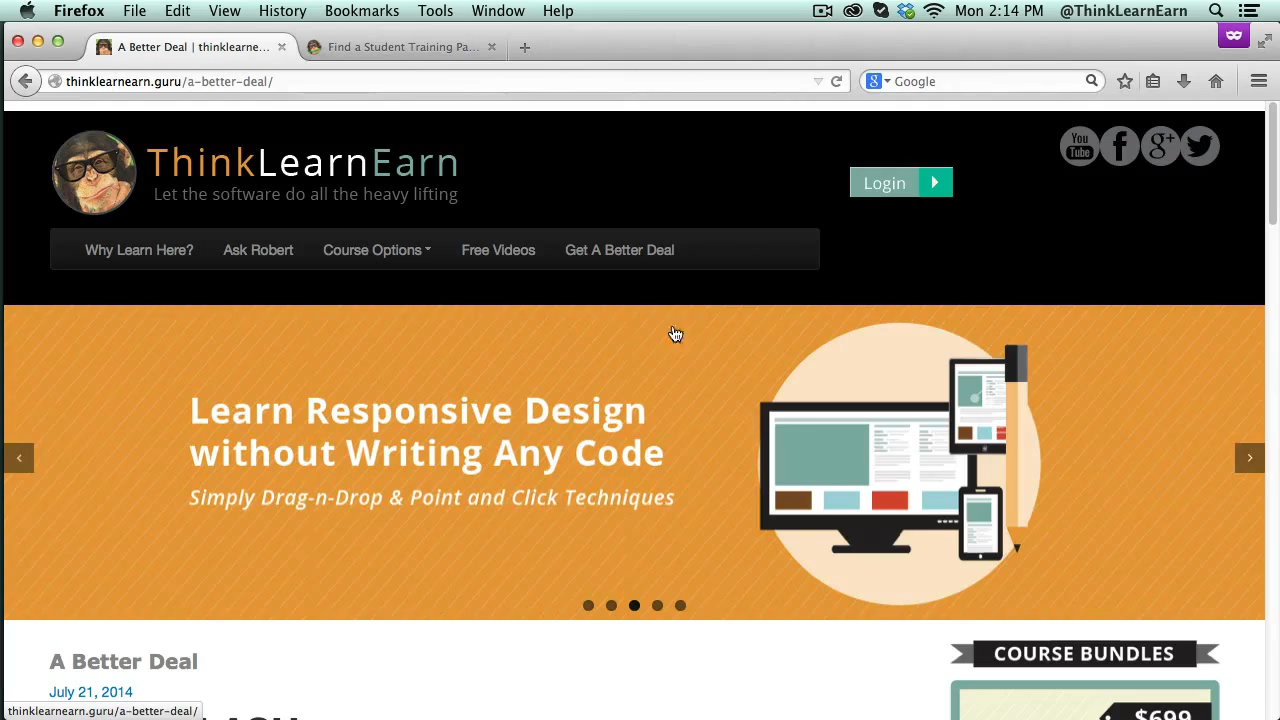 Firefox File Edit View History Bookmarks Tools Window Help Mon 2:14 PM @ThinkLearnEarn
A Better Deal | thinklearne... Find a Student Training Pa...
thinklearnearn.guru/a-better-deal/ Google
ThinkLearnEarn
Let the software do all the heavy lifting
You
Tube
Login
Why Learn Here? Ask Robert Course Options Free Videos Get A Better Deal
Learn Responsive Design
without Writing Any Code
Simply Drag-n-Drop & Point and Click Techniques
A Better Deal
July 21, 2014
COURSE BUNDLES
$699
thinklearnearn.guru/a-better-deal/